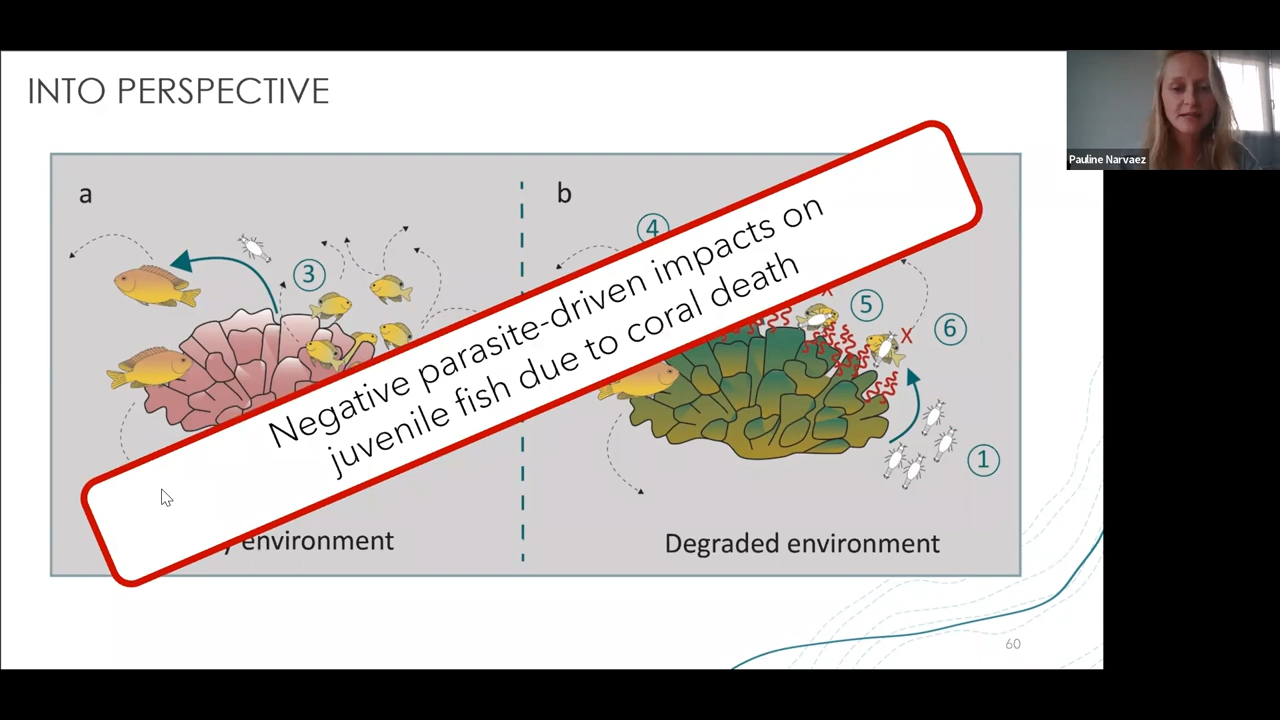 INTO PERSPECTIVE
Pauline Narvaez
a
b
4
3
Negative parasite-driven impacts on
juvenile fish due to coral death
5
6
X
1
environment
Degraded environment
60